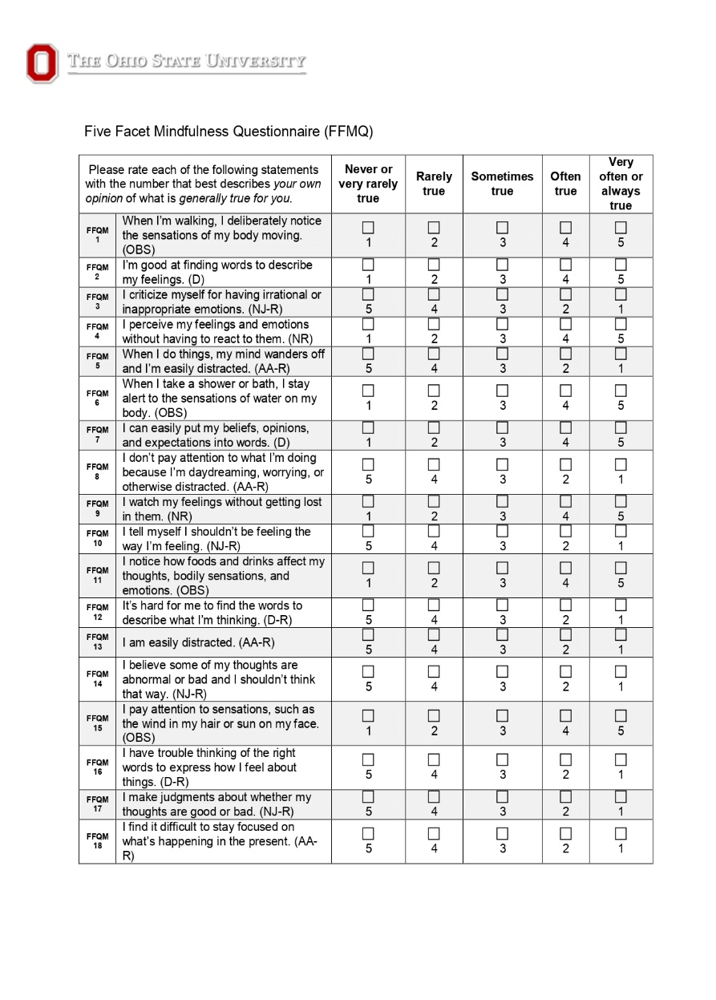 THE OHIO STATE UNIVERSITY
Five Facet Mindfulness Questionnaire (FFMQ)
Please rate each of the following statements
with the number that best describes your own
opinion of what is generally true for you.
Never or
very rarely
true
Rarely
true
Sometimes
true
Often
true
Very
often or
always
true
FFQM
1
When I’m walking, I deliberately notice
the sensations of my body moving.
(OBS)
1 2 3 4 5
FFQM
2
I’m good at finding words to describe
my feelings. (D)
1 2 3 4 5
FFQM
3
I criticize myself for having irrational or
inappropriate emotions. (NJ-R)
5 4 3 2 1
FFQM
4
I perceive my feelings and emotions
without having to react to them. (NR)
1 2 3 4 5
FFQM
5
When I do things, my mind wanders off
and I’m easily distracted. (AA-R)
5 4 3 2 1
FFQM
6
When I take a shower or bath, I stay
alert to the sensations of water on my
body. (OBS)
1 2 3 4 5
FFQM
7
I can easily put my beliefs, opinions,
and expectations into words. (D)
1 2 3 4 5
FFQM
8
I don’t pay attention to what I’m doing
because I’m daydreaming, worrying, or
otherwise distracted. (AA-R)
5 4 3 2 1
FFQM
9
I watch my feelings without getting lost
in them. (NR)
1 2 3 4 5
FFQM
10
I tell myself I shouldn’t be feeling the
way I’m feeling. (NJ-R)
5 4 3 2 1
FFQM
11
I notice how foods and drinks affect my
thoughts, bodily sensations, and
emotions. (OBS)
1 2 3 4 5
FFQM
12
It’s hard for me to find the words to
describe what I’m thinking. (D-R)
5 4 3 2 1
FFQM
13
I am easily distracted. (AA-R)
5 4 3 2 1
FFQM
14
I believe some of my thoughts are
abnormal or bad and I shouldn’t think
that way. (NJ-R)
5 4 3 2 1
FFQM
15
I pay attention to sensations, such as
the wind in my hair or sun on my face.
(OBS)
1 2 3 4 5
FFQM
16
I have trouble thinking of the right
words to express how I feel about
things. (D-R)
5 4 3 2 1
FFQM
17
I make judgments about whether my
thoughts are good or bad. (NJ-R)
5 4 3 2 1
FFQM
18
I find it difficult to stay focused on
what’s happening in the present. (AA-
R)
5 4 3 2 1